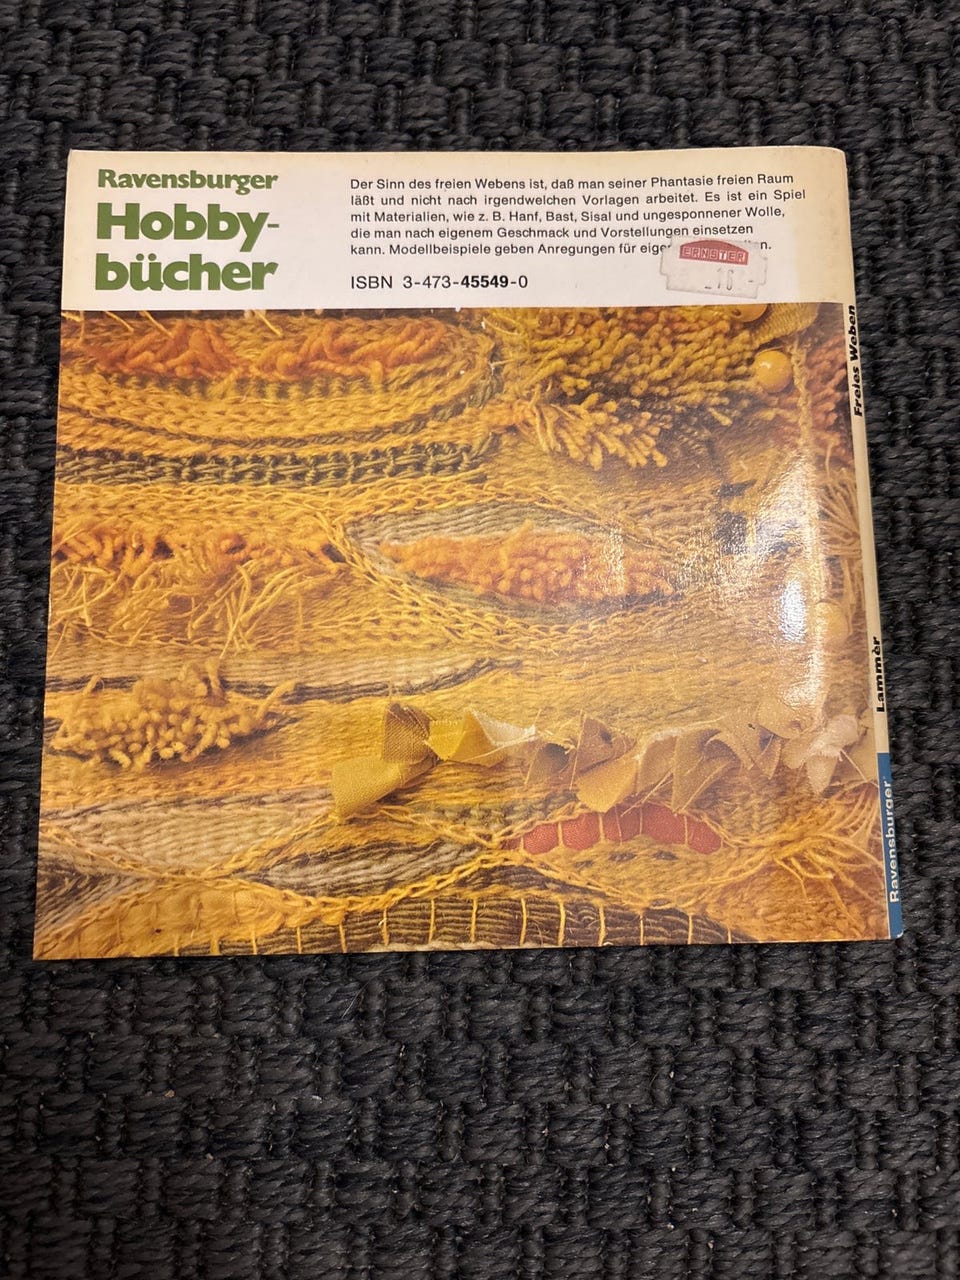 Ravensburger
Hobby-
bücher
Der Sinn des freien Webens ist, daß man seiner Phantasie freien Raum
läßt und nicht nach irgendwelchen Vorlagen arbeitet. Es ist ein Spiel
mit Materialien, wie z. B. Hanf, Bast, Sisal und ungesponnener Wolle,
die man nach eigenem Geschmack und Vorstellungen einsetzen
kann. Modellbeispiele geben Anregungen für
ISBN 3-473-45549-0
ERNSTER
Freies Weben
Lammèr
Ravensburger